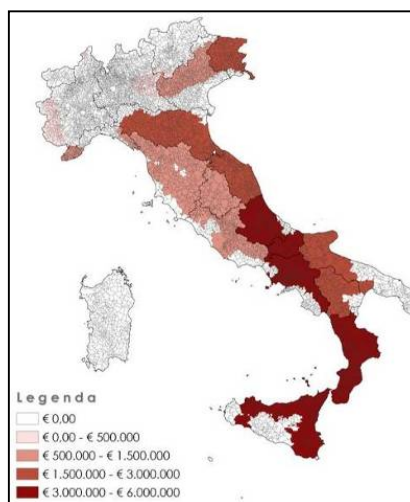 Legenda
€ 0,00
€ 0,00 - € 500.000
€ 500.000 - € 1.500.000
€ 1.500.000 - € 3.000.000
€ 3.000.000 - € 6.000.000